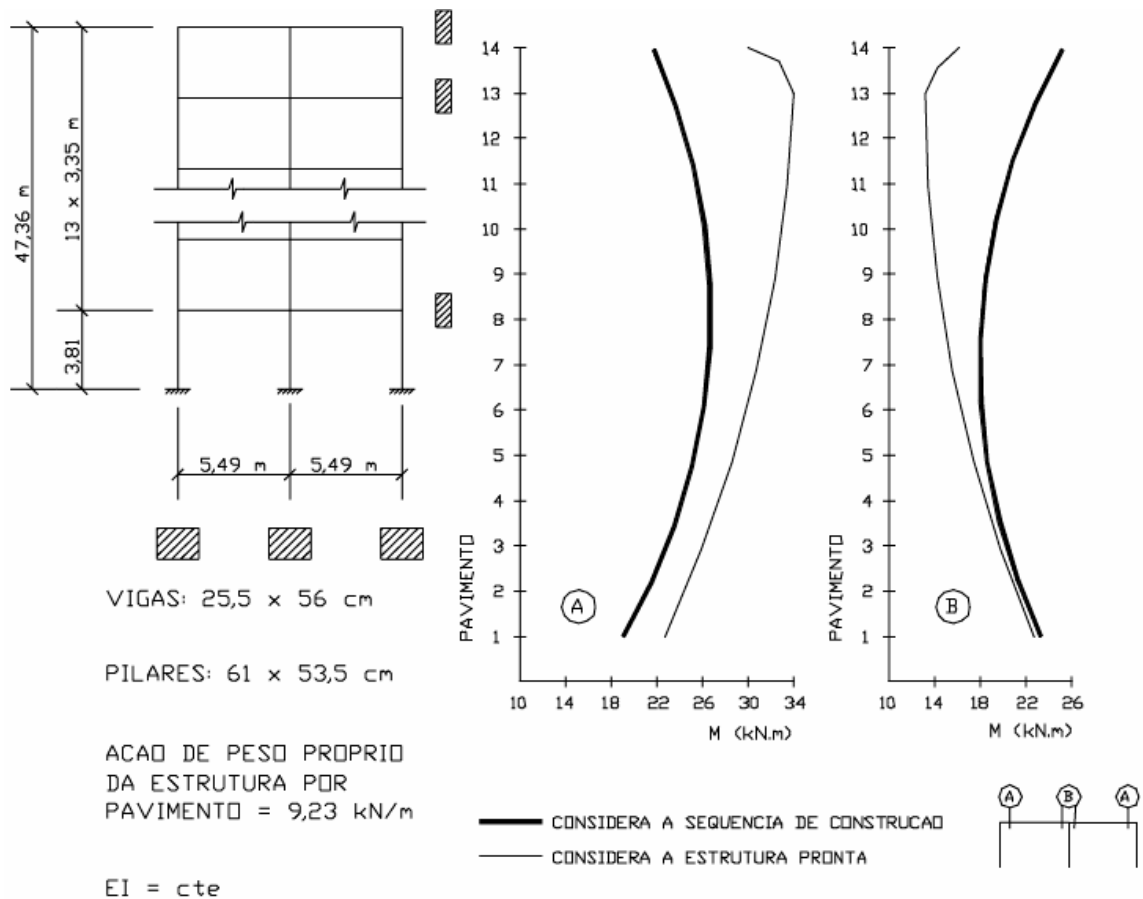 47,36 m
13 x 3,35 m
3,81
5,49 m
5,49 m
VIGAS: 25,5 x 56 cm
PILARES: 61 x 53,5 cm
ACAO DE PESO PROPRIO
DA ESTRUTURA POR
PAVIMENTO = 9,23 kN/m
EI = cte
PAVIMENTO
14
13
12
11
10
9
8
7
6
5
4
3
2
1
A
10 14 18 22 26 30 34
M (kN.m)
PAVIMENTO
14
13
12
11
10
9
8
7
6
5
4
3
2
1
B
10 14 18 22 26
M (kN.m)
CONSIDERA A SEQUENCIA DE CONSTRUCAO
CONSIDERA A ESTRUTURA PRONTA
A B A